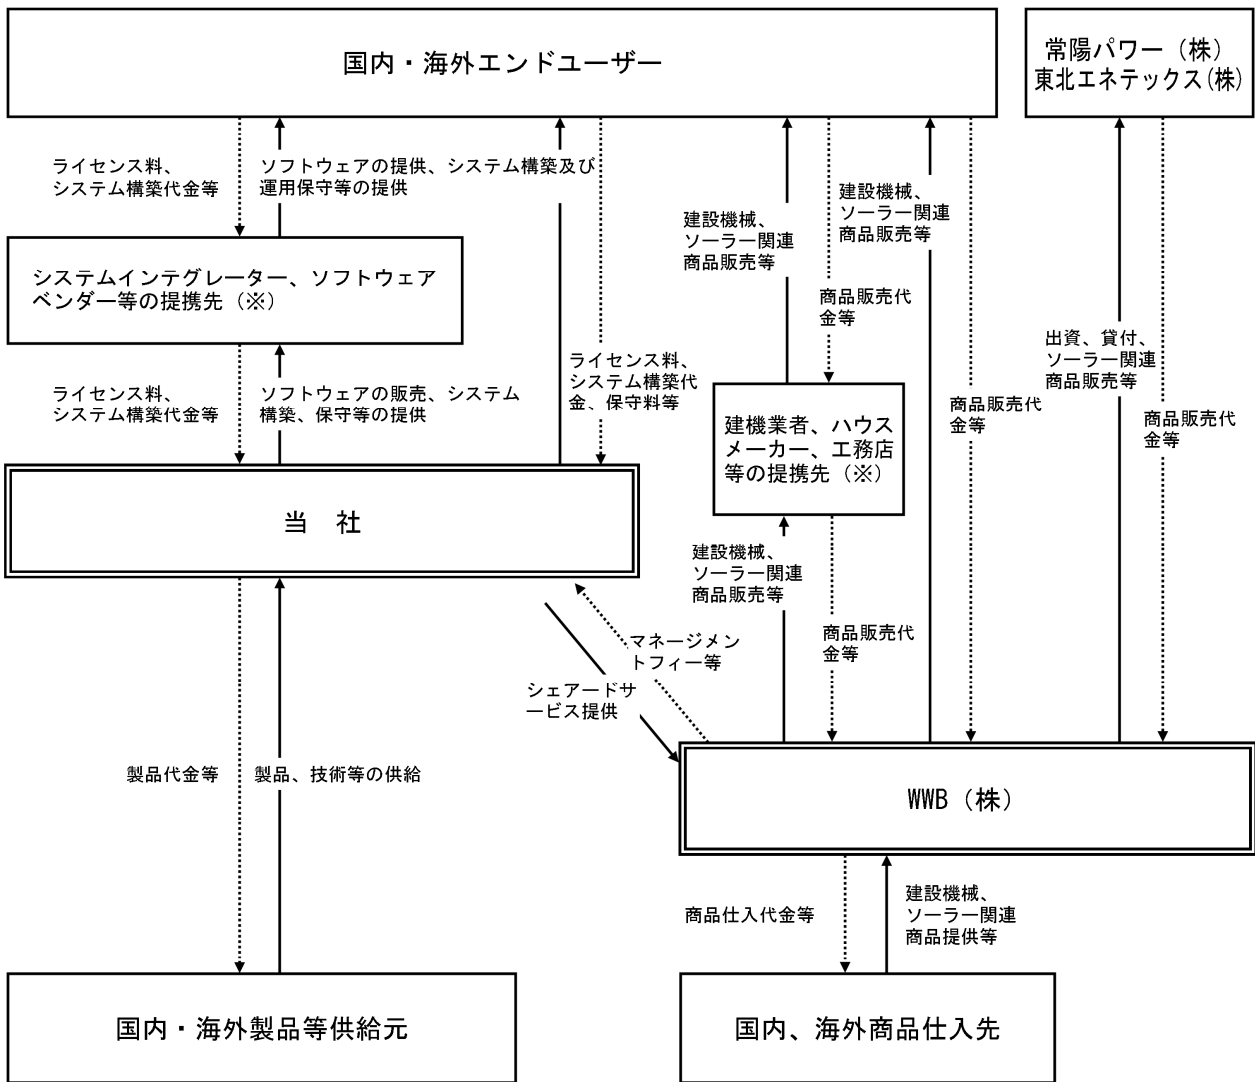 国内・海外エンドユーザー
常陽パワー（株）
東北エネテックス(株)
ライセンス料、
システム構築代金等
ソフトウェアの提供、システム構築及び
運用保守等の提供
建設機械、
ソーラー関連
商品販売等
建設機械、
ソーラー関連
商品販売等
商品販売代
金等
システムインテグレーター、ソフトウェア
ベンダー等の提携先（※）
ライセンス料、
システム構築代金等
ソフトウェアの販売、システム
構築、保守等の提供
ライセンス料、
システム構築代
金、保守料等
建機業者、ハウス
メーカー、工務店
等の提携先（※）
商品販売代
金等
出資、貸付、
ソーラー関連
商品販売等
商品販売代
金等
当　社
建設機械、
ソーラー関連
商品販売等
商品販売代
金等
マネージメン
トフィー等
シェアードサ
ービス提供
製品代金等
製品、技術等の供給
WWB（株）
商品仕入代金等
建設機械、
ソーラー関連
商品提供等
国内・海外製品等供給元
国内、海外商品仕入先